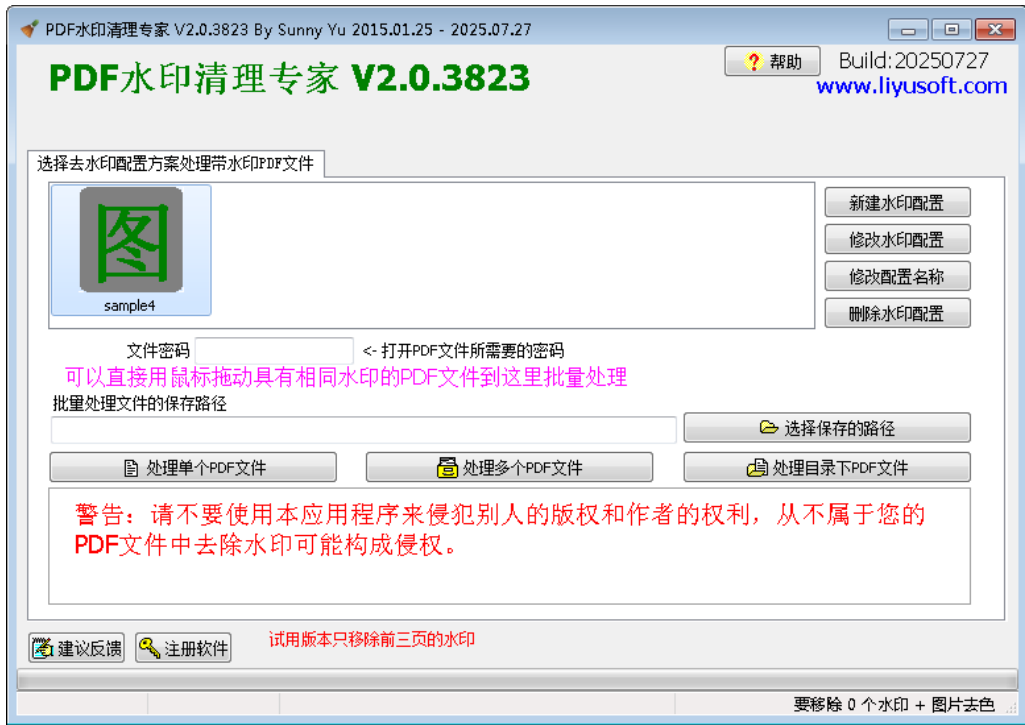 PDF水印清理专家 V2.0.3823 By Sunny Yu 2015.01.25 - 2025.07.27
PDF水印清理专家 V2.0.3823
? 帮助
Build:20250727
www.liyusoft.com
选择去水印配置方案处理带水印PDF文件
图
sample4
新建水印配置
修改水印配置
修改配置名称
删除水印配置
文件密码
<- 打开PDF文件所需要的密码
可以直接用鼠标拖动具有相同水印的PDF文件到这里批量处理
批量处理文件的保存路径
选择保存的路径
处理单个PDF文件
处理多个PDF文件
处理目录下PDF文件
警告：请不要使用本应用程序来侵犯别人的版权和作者的权利，从不属于您的
PDF文件中去除水印可能构成侵权。
建议反馈
注册软件
试用版本只移除前三页的水印
要移除 0 个水印 + 图片去色